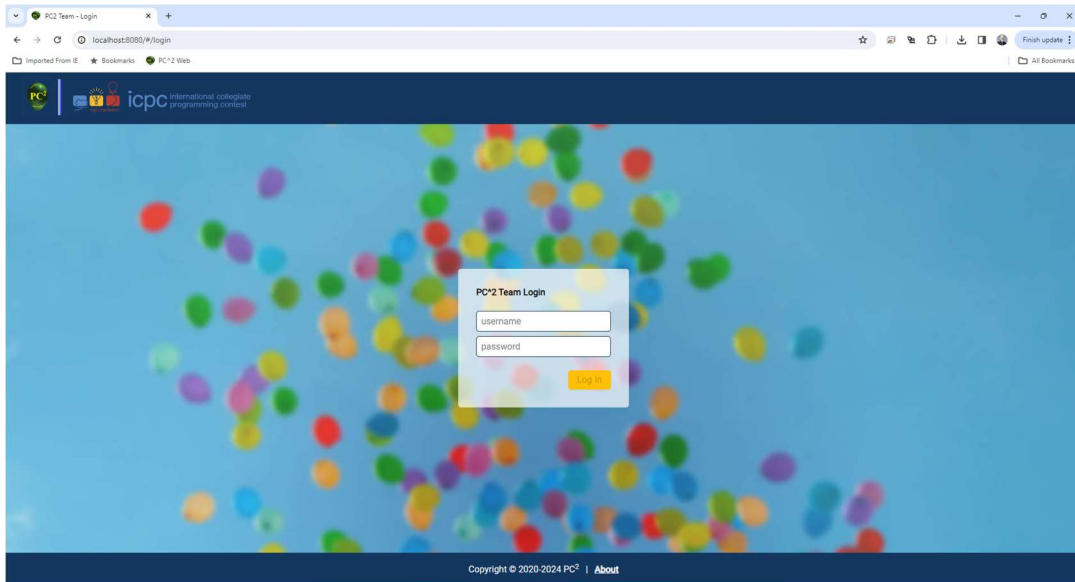 PC2 Team - Login
localhost:8080/#/login
Finish update
Imported From IE
Bookmarks
PC^2 Web
All Bookmarks
PC²
icpc international collegiate programming contest
PC^2 Team Login
username
password
Log In
Copyright © 2020-2024 PC² | About